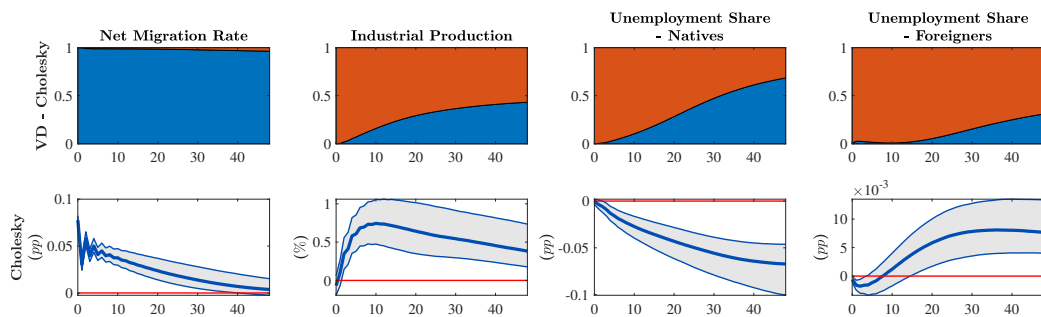 Net Migration Rate
Industrial Production
Unemployment Share
- Natives
Unemployment Share
- Foreigners
VD - Cholesky
1
0.5
0
0 10 20 30 40
1
0.5
0
0 10 20 30 40
1
0.5
0
0 10 20 30 40
1
0.5
0
0 10 20 30 40
Cholesky
(pp)
0.1
0.05
0
0 10 20 30 40
(%)
1
0.5
0
0 10 20 30 40
(pp)
0
-0.05
-0.1
0 10 20 30 40
(pp)
×10⁻³
10
5
0
0 10 20 30 40